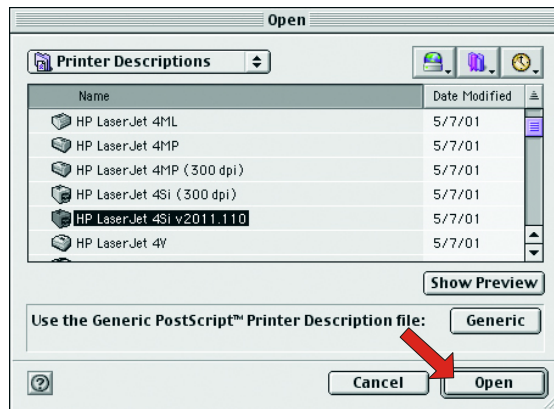 Open
Printer Descriptions
Name Date Modified
HP LaserJet 4ML 5/7/01
HP LaserJet 4MP 5/7/01
HP LaserJet 4MP (300 dpi) 5/7/01
HP LaserJet 4Si (300 dpi) 5/7/01
HP LaserJet 4Si v2011.110 5/7/01
HP LaserJet 4V 5/7/01
Show Preview
Use the Generic PostScript™ Printer Description file: Generic
? Cancel Open